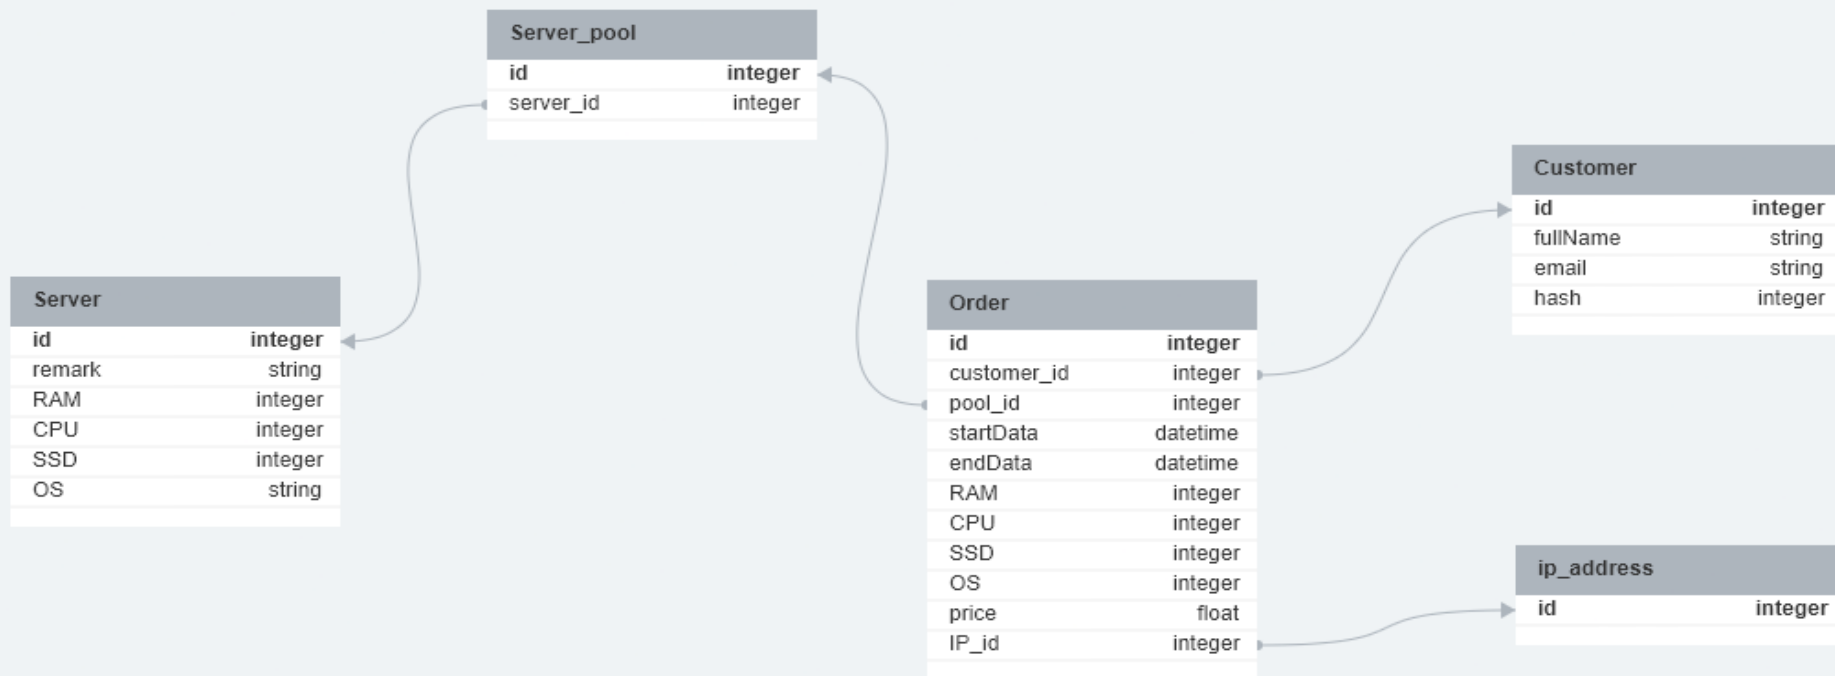 Server_pool
id integer
server_id integer
Customer
id integer
fullName string
email string
hash integer
Server
id integer
remark string
RAM integer
CPU integer
SSD integer
OS string
Order
id integer
customer_id integer
pool_id integer
startData datetime
endData datetime
RAM integer
CPU integer
SSD integer
OS integer
price float
IP_id integer
ip_address
id integer